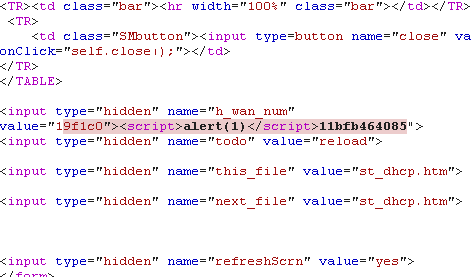 <TR><td class="bar"><hr width="100%" class="bar"></td></TR>
<TR>
<td class="SMbutton"><input type=button name="close" va
onClick="self.close();"></td>
</TR>
</TABLE>
<input type="hidden" name="h_wan_num"
value="19f1c0"><script>alert(1)</script>11bfb464085">
<input type="hidden" name="todo" value="reload">
<input type="hidden" name="this_file" value="st_dhcp.htm">
<input type="hidden" name="next_file" value="st_dhcp.htm">
<input type="hidden" name="refreshScrn" value="yes">
</form>